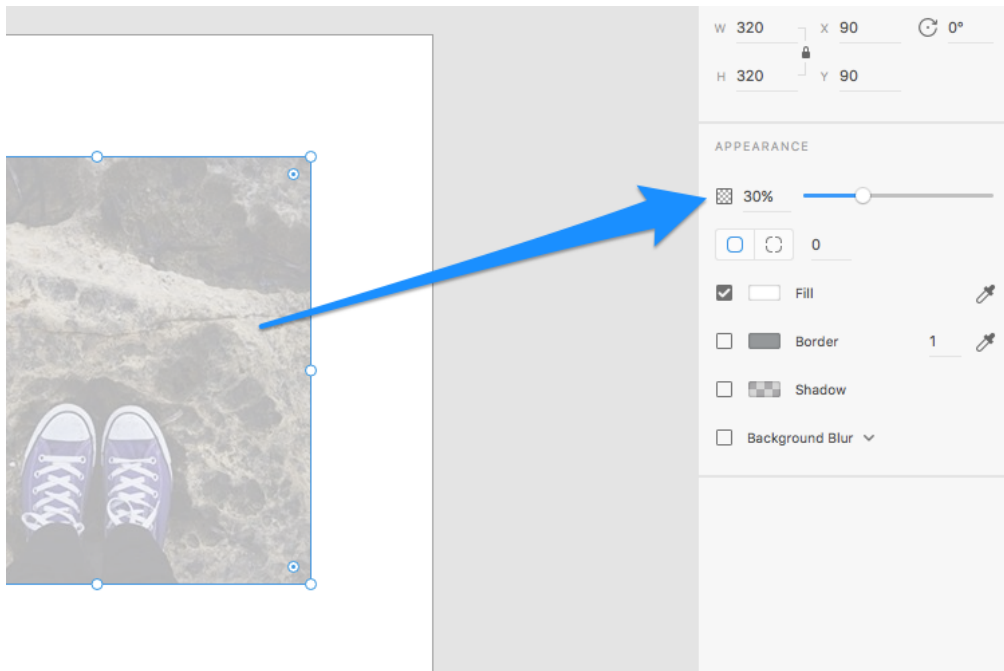 W 320 X 90 0°
H 320 Y 90
APPEARANCE
30%
0
Fill
Border 1
Shadow
Background Blur